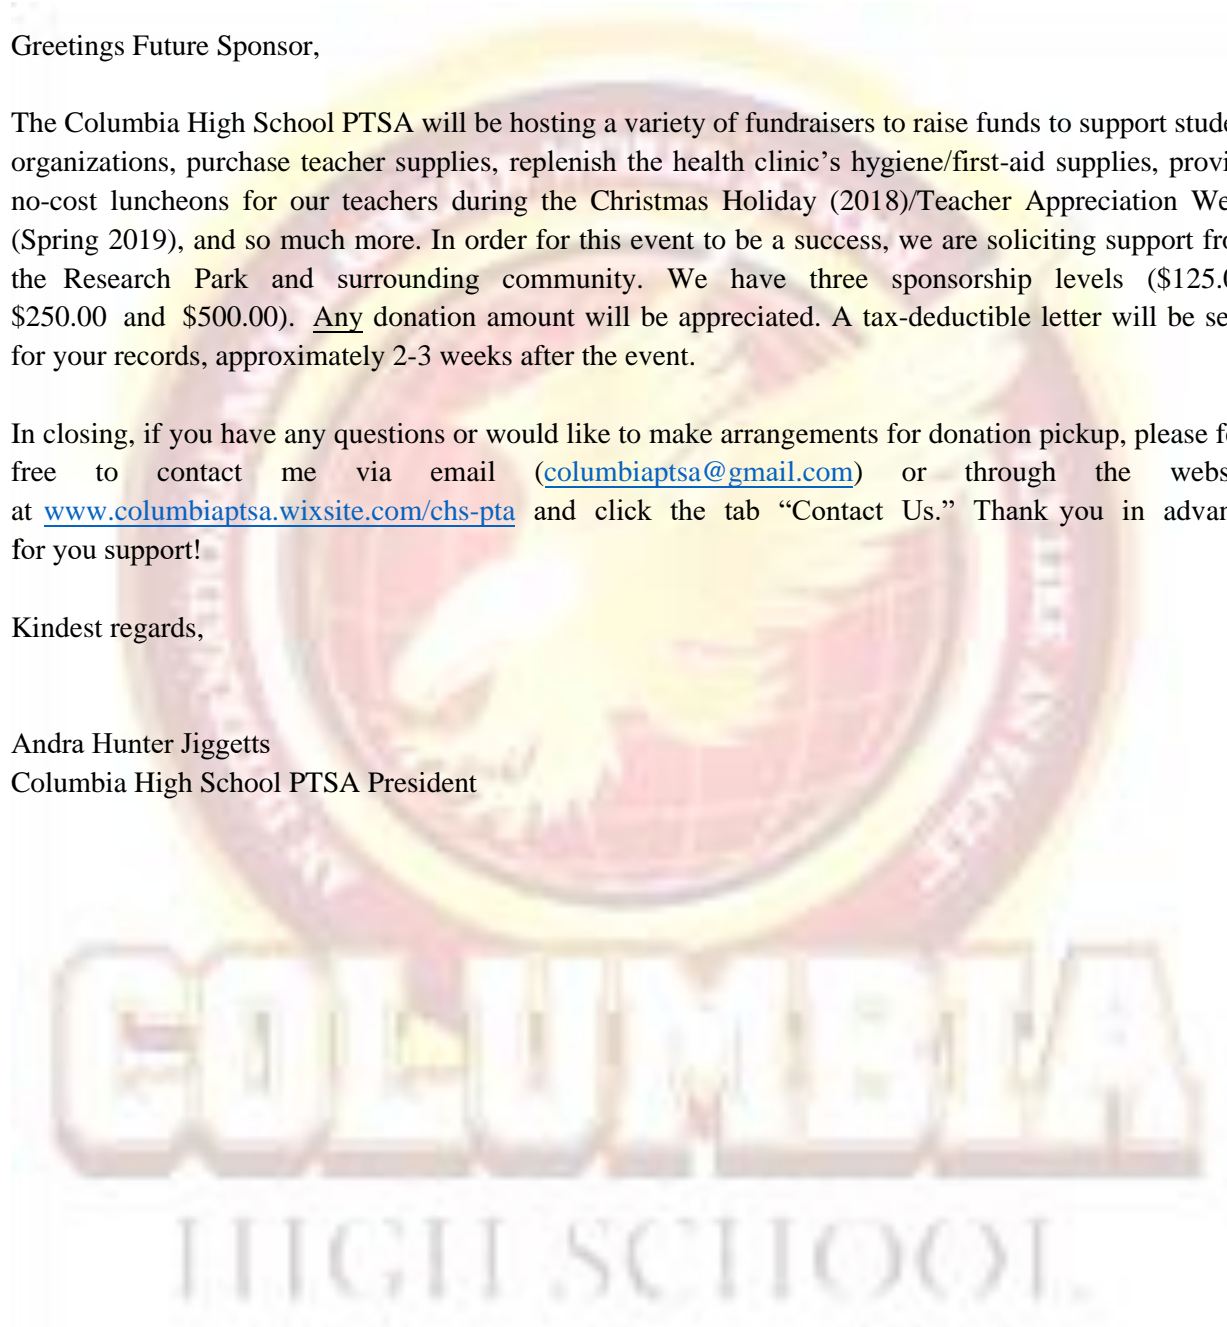 Greetings Future Sponsor,
The Columbia High School PTSA will be hosting a variety of fundraisers to raise funds to support stude
organizations, purchase teacher supplies, replenish the health clinic’s hygiene/first-aid supplies, provi
no-cost luncheons for our teachers during the Christmas Holiday (2018)/Teacher Appreciation We
(Spring 2019), and so much more. In order for this event to be a success, we are soliciting support fro
the Research Park and surrounding community. We have three sponsorship levels ($125.0
$250.00 and $500.00). Any donation amount will be appreciated. A tax-deductible letter will be se
for your records, approximately 2-3 weeks after the event.
In closing, if you have any questions or would like to make arrangements for donation pickup, please fe
free to contact me via email (columbiaptsa@gmail.com) or through the webs
at www.columbiaptsa.wixsite.com/chs-pta and click the tab “Contact Us.” Thank you in advan
for you support!
Kindest regards,
Andra Hunter Jiggetts
Columbia High School PTSA President
COLUMBIA
HIGH SCHOOL